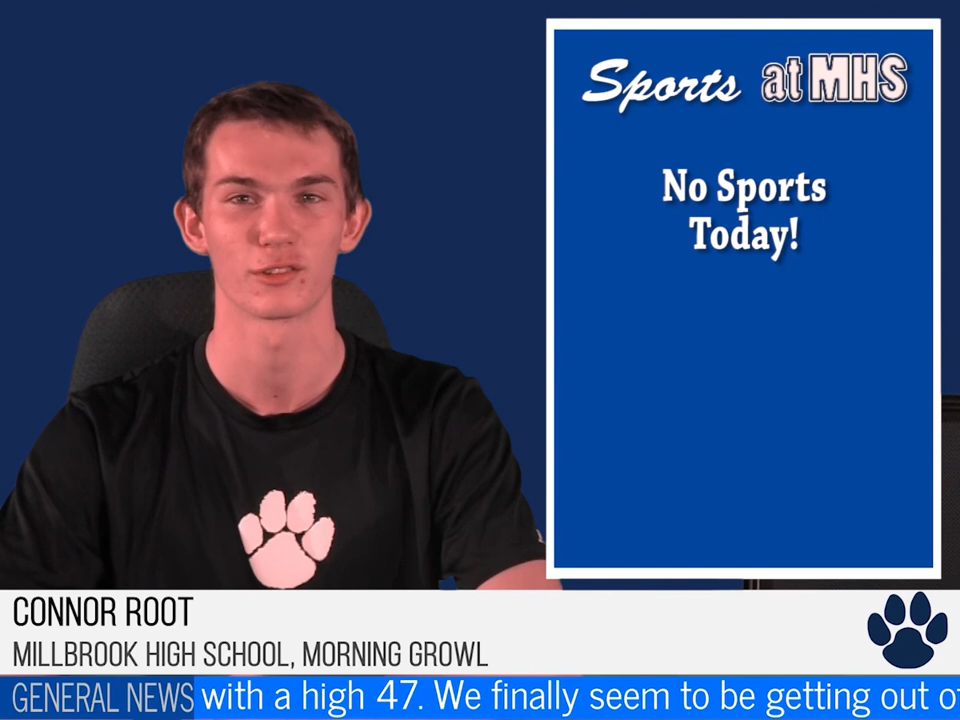 Sports at MHS
No Sports
Today!
CONNOR ROOT
MILLBROOK HIGH SCHOOL, MORNING GROWL
GENERAL NEWS with a high 47. We finally seem to be getting out of